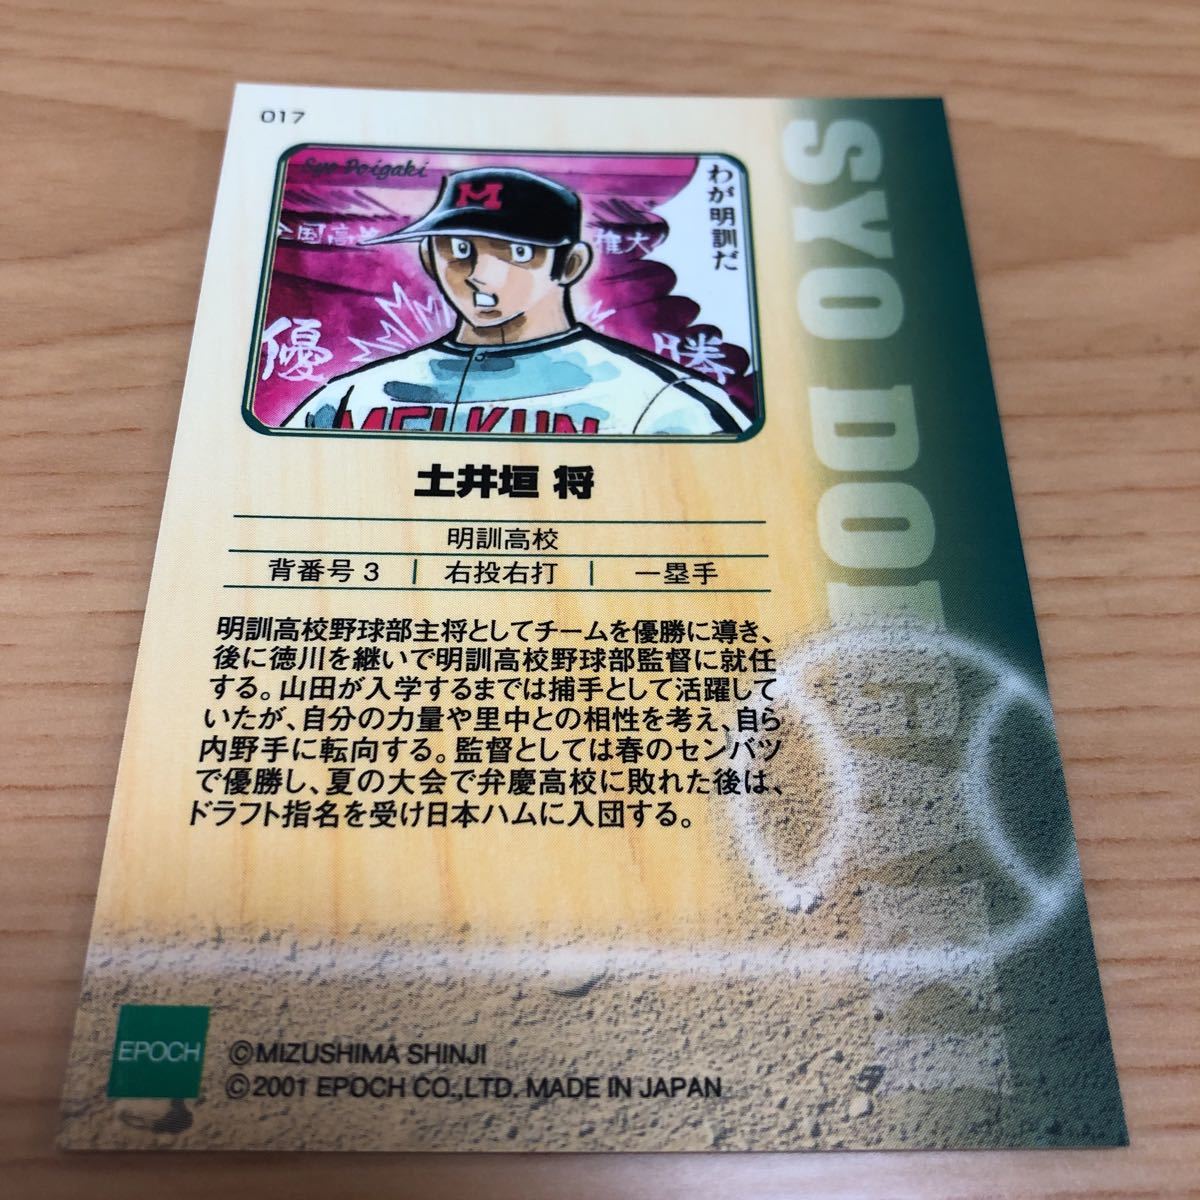 017
Syo Doigaki
わが明訓だ
全国高
権大
優
勝
MEIKUN
土井垣 将
明訓高校
背番号 3 | 右投右打 | 一塁手
明訓高校野球部主将としてチームを優勝に導き、
後に徳川を継いで明訓高校野球部監督に就任
する。山田が入学するまでは捕手として活躍して
いたが、自分の力量や里中との相性を考え、自ら
内野手に転向する。監督としては春のセンバツ
で優勝し、夏の大会で弁慶高校に敗れた後は、
ドラフト指名を受け日本ハムに入団する。
SYO DOIGAKI
EPOCH
©MIZUSHIMA SHINJI
©2001 EPOCH CO.,LTD. MADE IN JAPAN